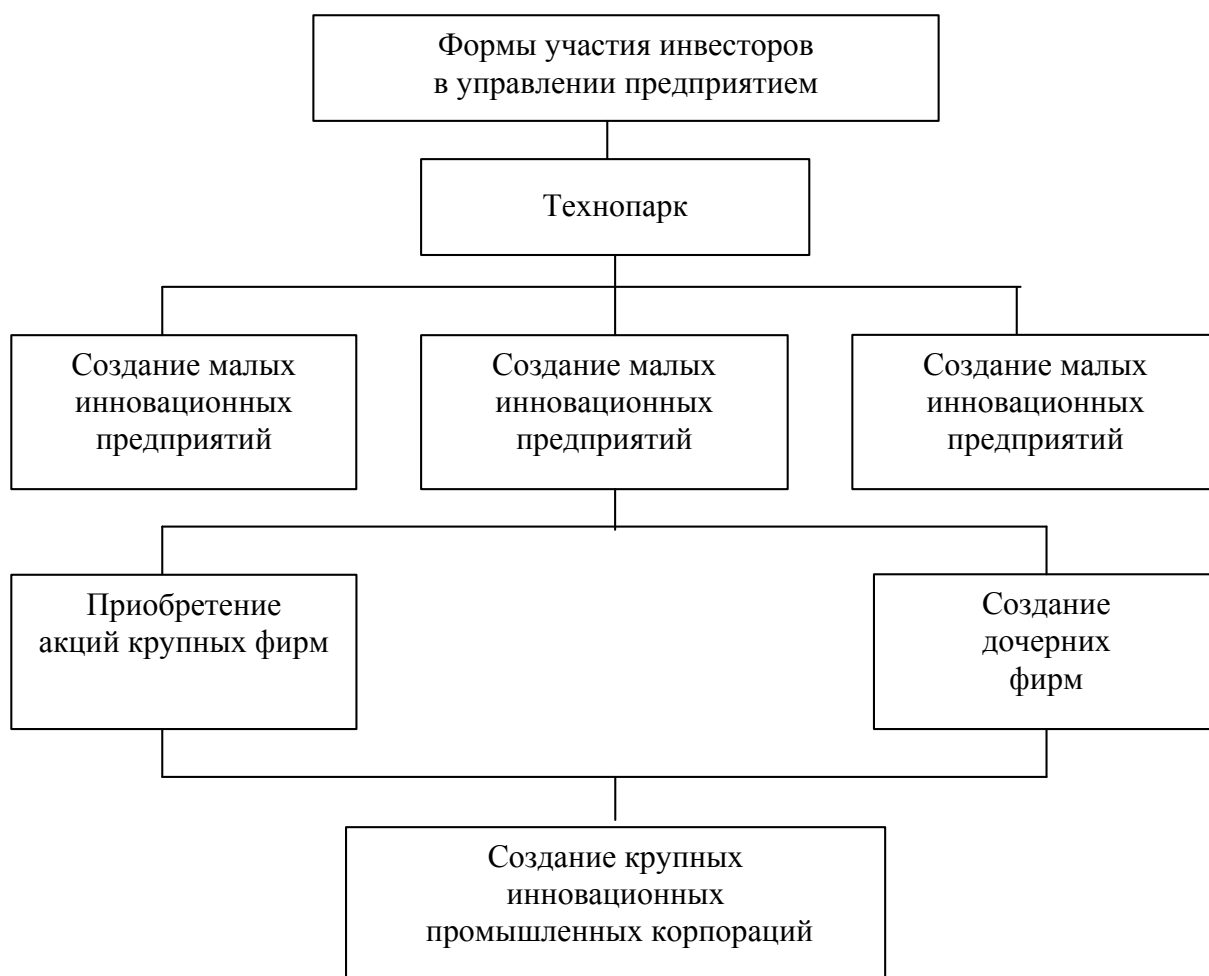 Формы участия инвесторов
в управлении предприятием
Технопарк
Создание малых
инновационных
предприятий
Создание малых
инновационных
предприятий
Создание малых
инновационных
предприятий
Приобретение
акций крупных фирм
Создание
дочерних
фирм
Создание крупных
инновационных
промышленных корпораций